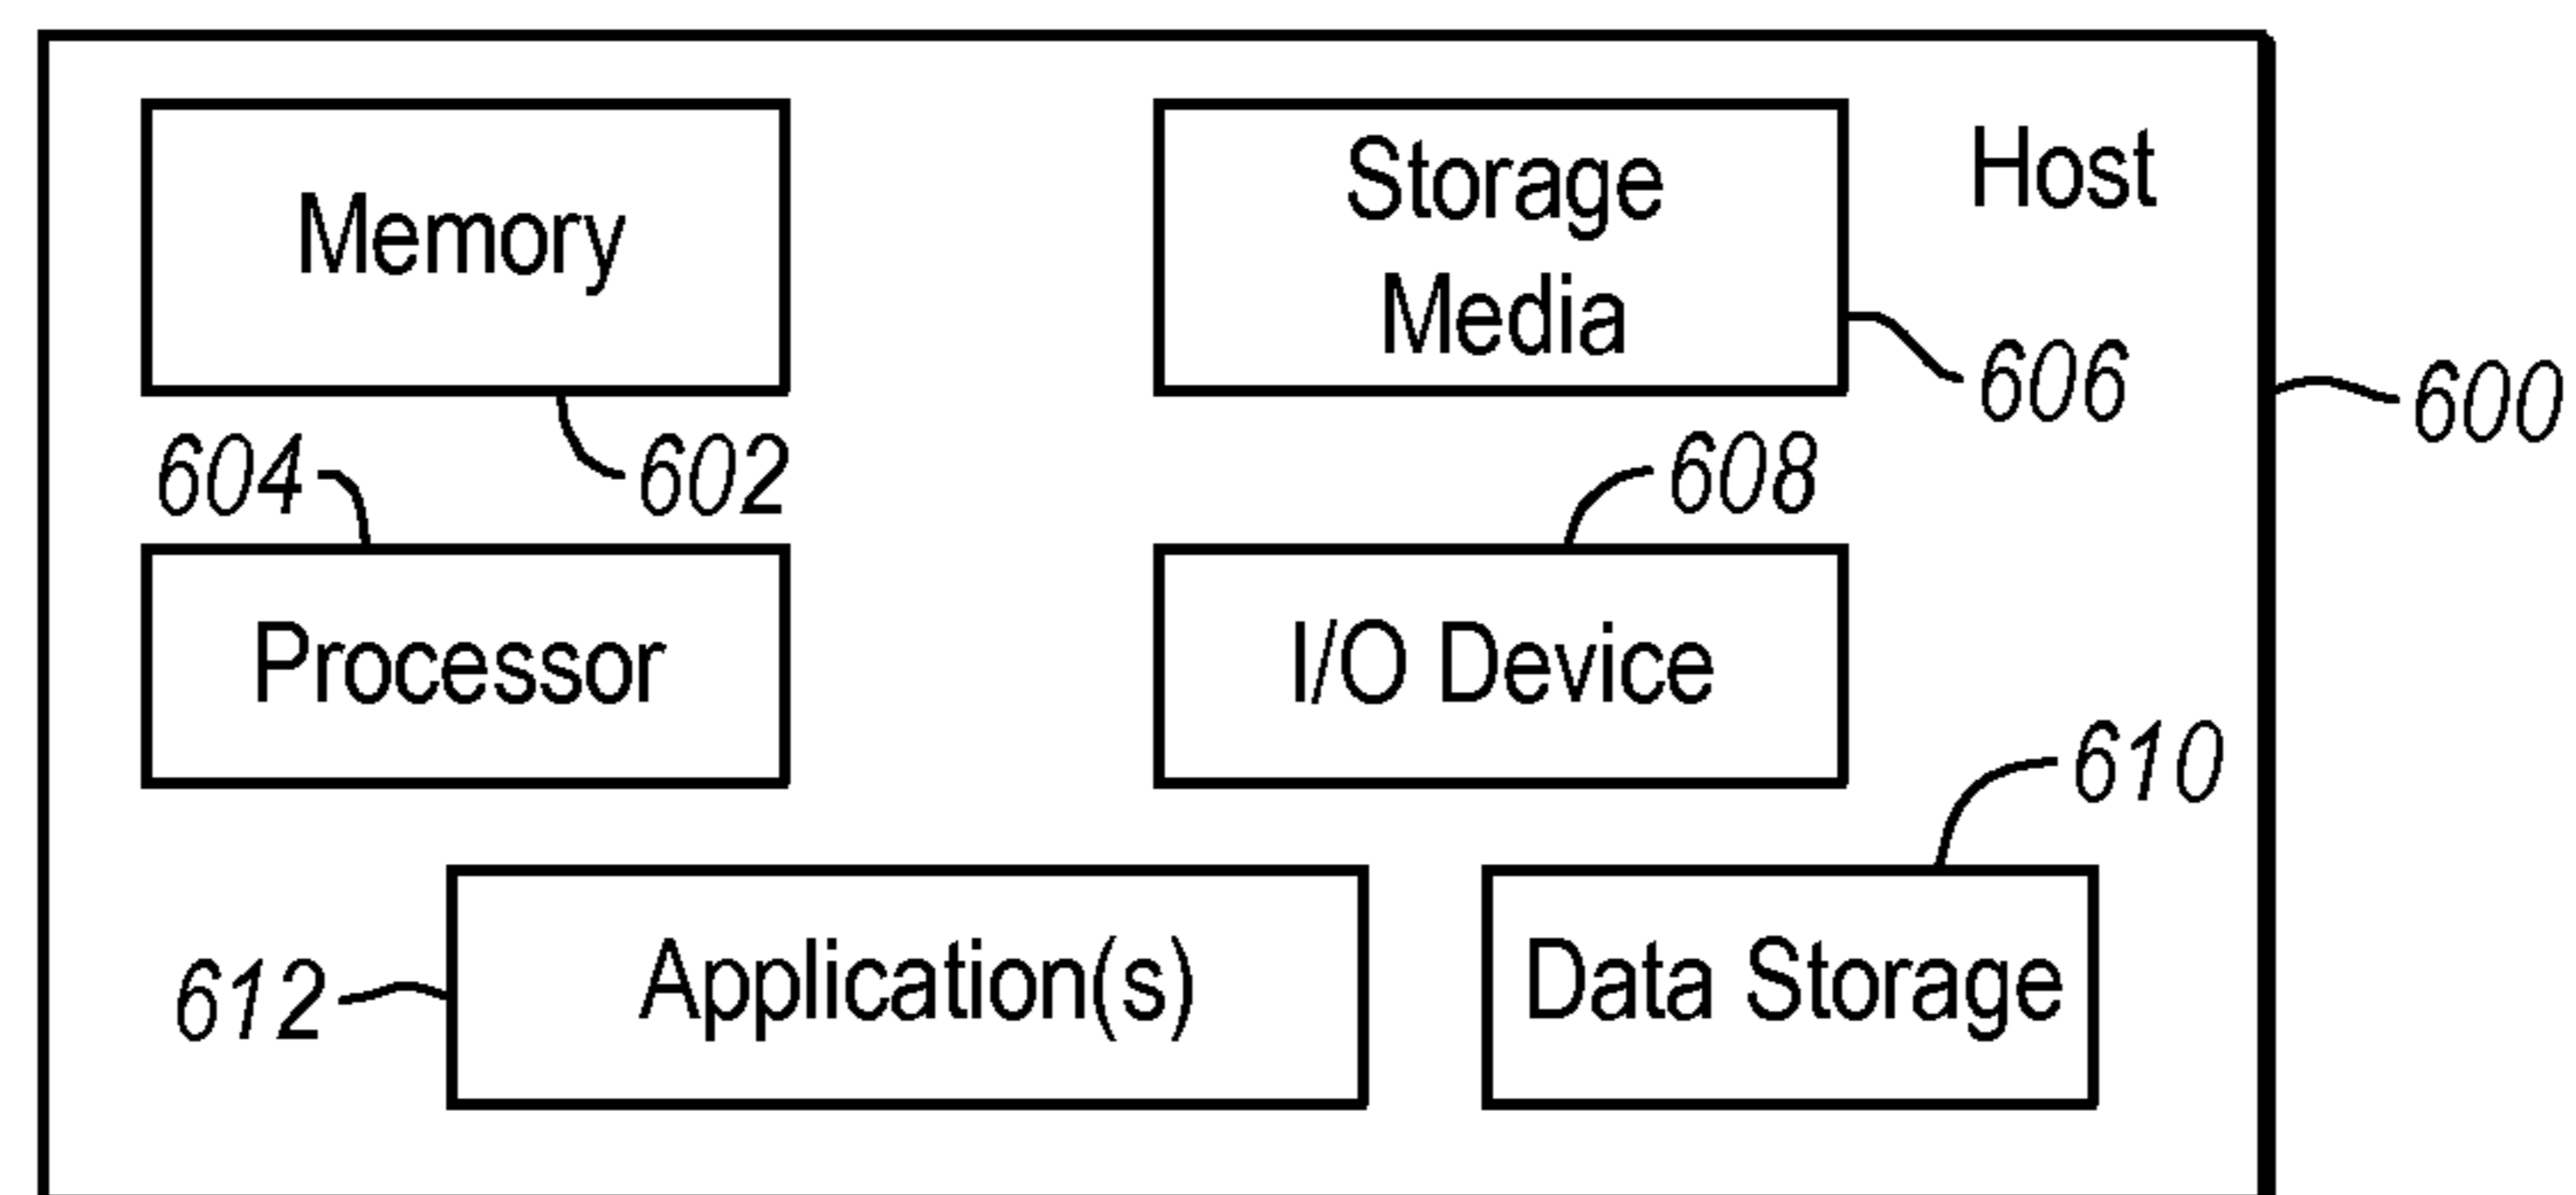 Memory
Storage
Media
Host
606
600
604
602
608
Processor
I/O Device
610
612
Application(s)
Data Storage